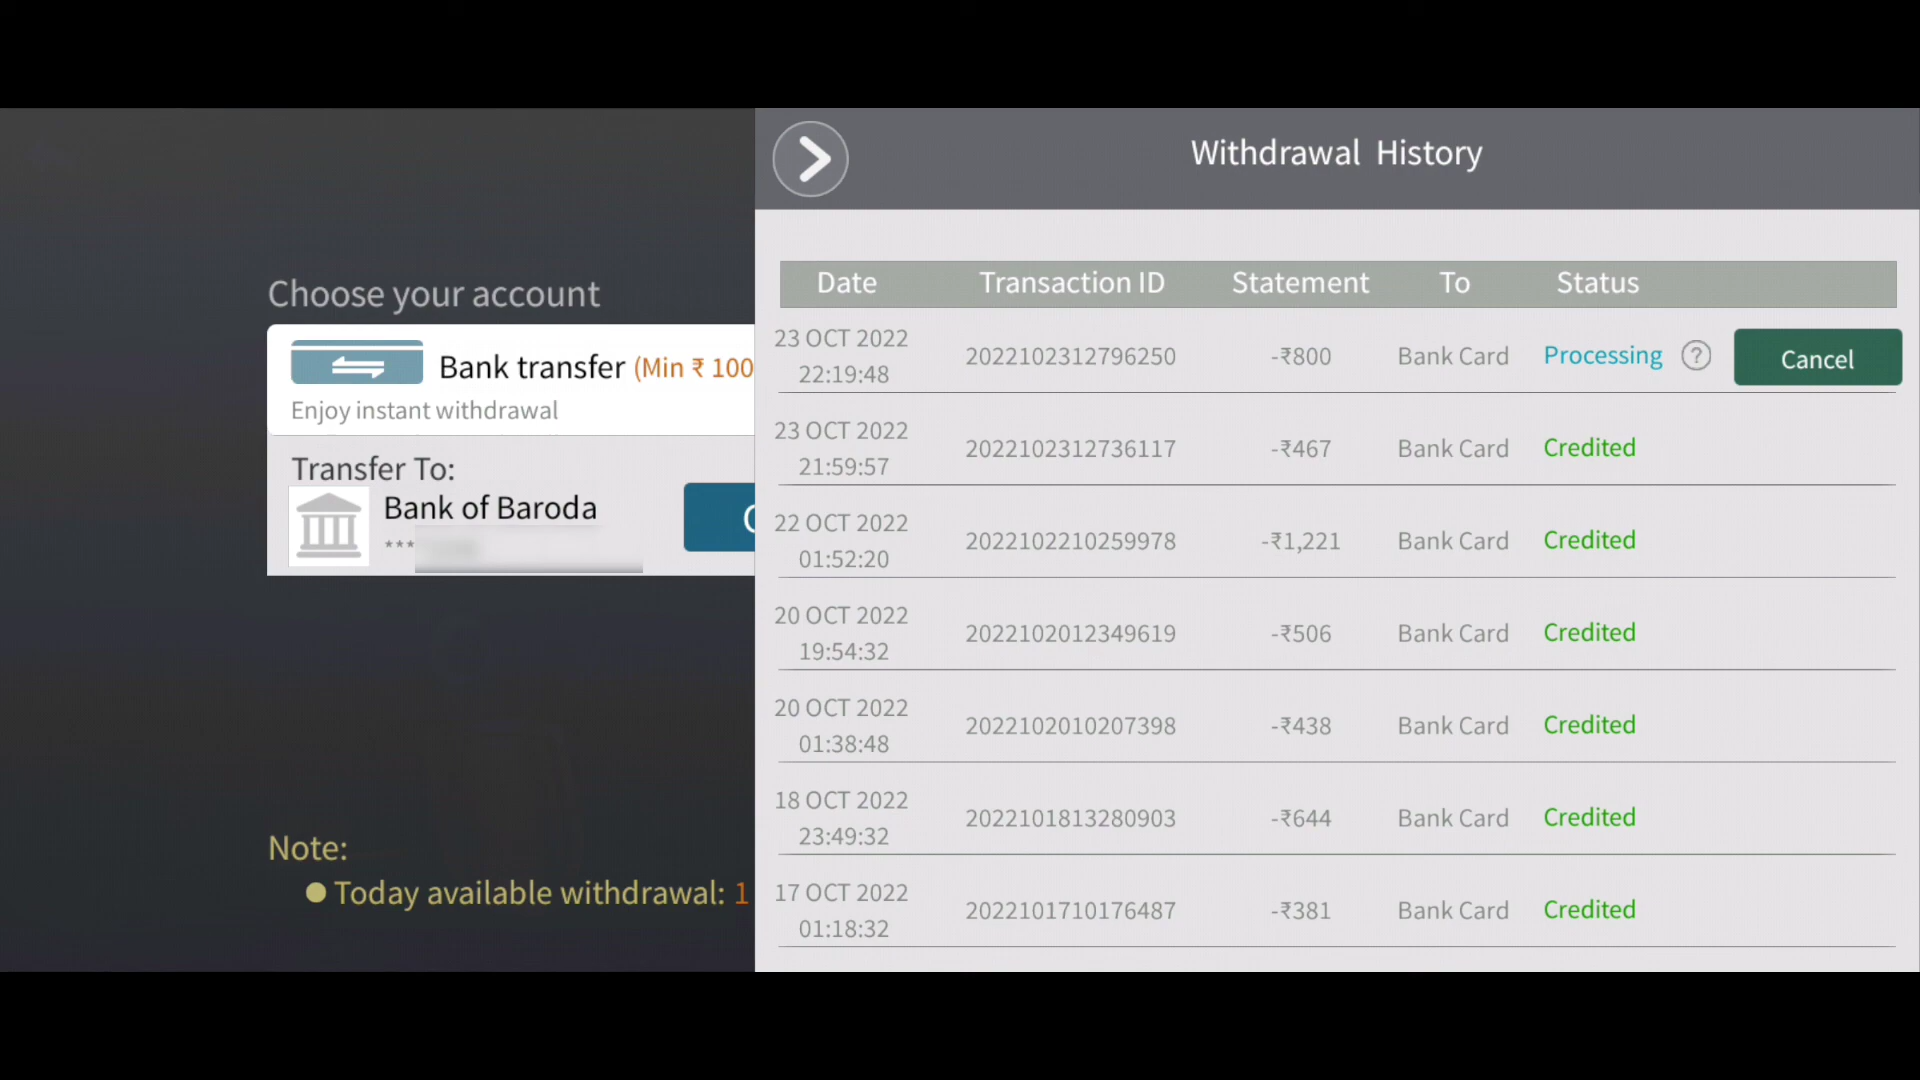 Choose your account
Bank transfer (Min ₹ 100
Enjoy instant withdrawal
Transfer To:
Bank of Baroda
***
Note:
Today available withdrawal: 1
Withdrawal History
Date Transaction ID Statement To Status
23 OCT 2022 22:19:48 2022102312796250 -₹800 Bank Card Processing ? Cancel
23 OCT 2022 21:59:57 2022102312736117 -₹467 Bank Card Credited
22 OCT 2022 01:52:20 2022102210259978 -₹1,221 Bank Card Credited
20 OCT 2022 19:54:32 2022102012349619 -₹506 Bank Card Credited
20 OCT 2022 01:38:48 2022102010207398 -₹438 Bank Card Credited
18 OCT 2022 23:49:32 2022101813280903 -₹644 Bank Card Credited
17 OCT 2022 01:18:32 2022101710176487 -₹381 Bank Card Credited